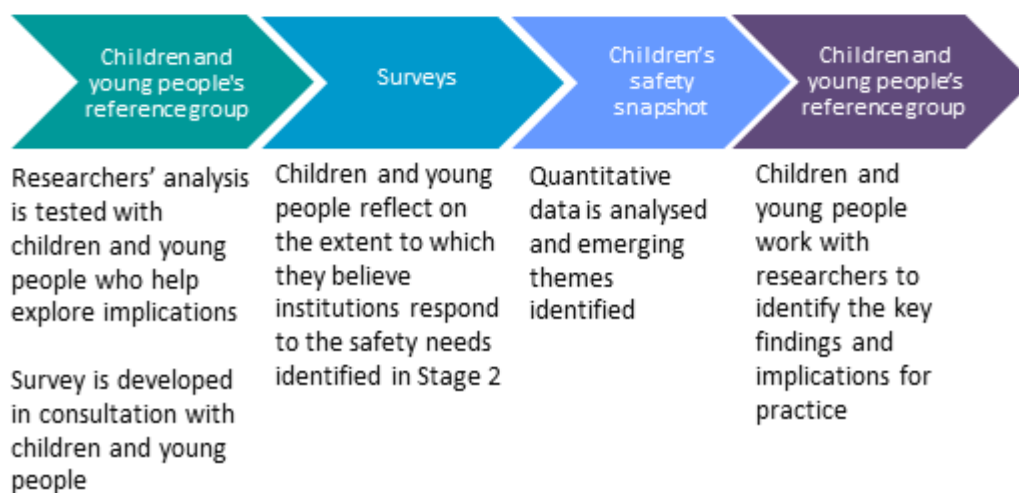 Children and
young people's
reference group
Researchers' analysis
is tested with
children and young
people who help
explore implications
Survey is developed
in consultation with
children and young
people
Surveys
Children and young
people reflect on
the extent to which
they believe
institutions respond
to the safety needs
identified in Stage 2
Children's
safety
snapshot
Quantitative
data is analysed
and emerging
themes
identified
Children and
young people's
reference group
Children and
young people
work with
researchers to
identify the key
findings and
implications for
practice